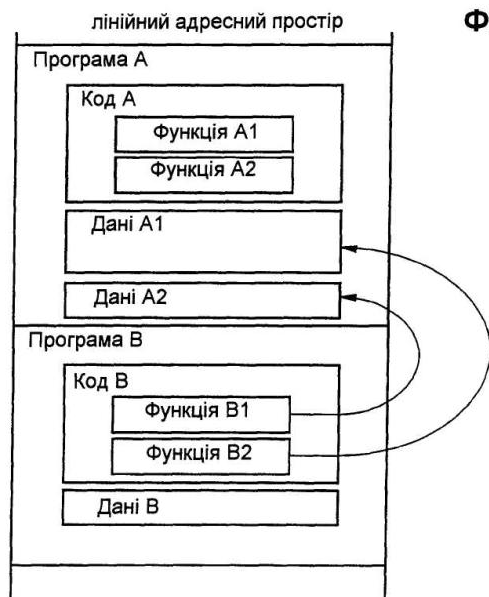 лінійний адресний простір
Ф
Програма А
Код А
Функція А1
Функція А2
Дані А1
Дані А2
Програма В
Код В
Функція В1
Функція В2
Дані В